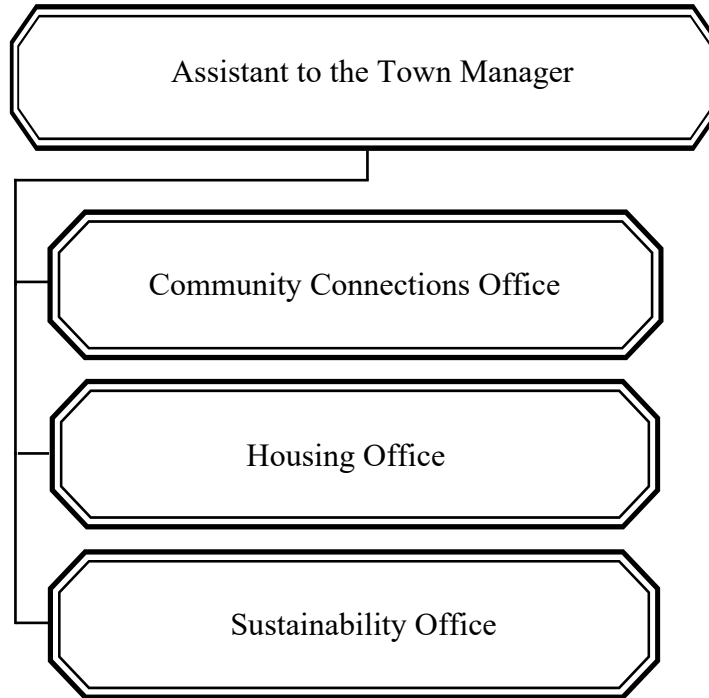 Assistant to the Town Manager
Community Connections Office
Housing Office
Sustainability Office